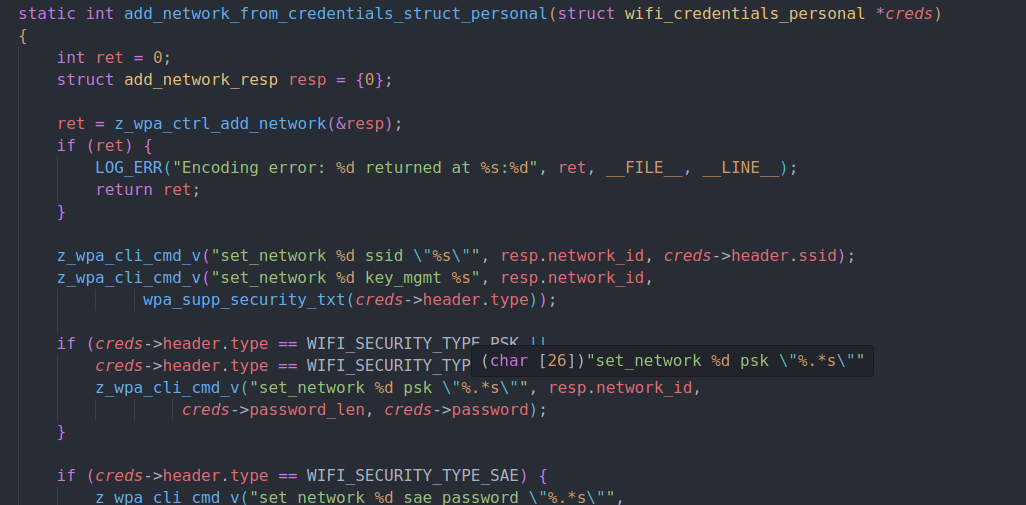 static int add_network_from_credentials_struct_personal(struct wifi_credentials_personal *creds)
{
    int ret = 0;
    struct add_network_resp resp = {0};

    ret = z_wpa_ctrl_add_network(&resp);
    if (ret) {
        LOG_ERR("Encoding error: %d returned at %s:%d", ret, __FILE__, __LINE__);
        return ret;
    }

    z_wpa_cli_cmd_v("set_network %d ssid \"%s\"", resp.network_id, creds->header.ssid);
    z_wpa_cli_cmd_v("set_network %d key_mgmt %s", resp.network_id,
             wpa_supp_security_txt(creds->header.type));

    if (creds->header.type == WIFI_SECURITY_TYPE_PSK ||
        creds->header.type == WIFI_SECURITY_TYP
(char [26])"set_network %d psk \"%.*s\""
        z_wpa_cli_cmd_v("set_network %d psk \"%.*s\"", resp.network_id,
                 creds->password_len, creds->password);
    }

    if (creds->header.type == WIFI_SECURITY_TYPE_SAE) {
        z_wpa_cli_cmd_v("set_network %d sae_password \"%.*s\"",